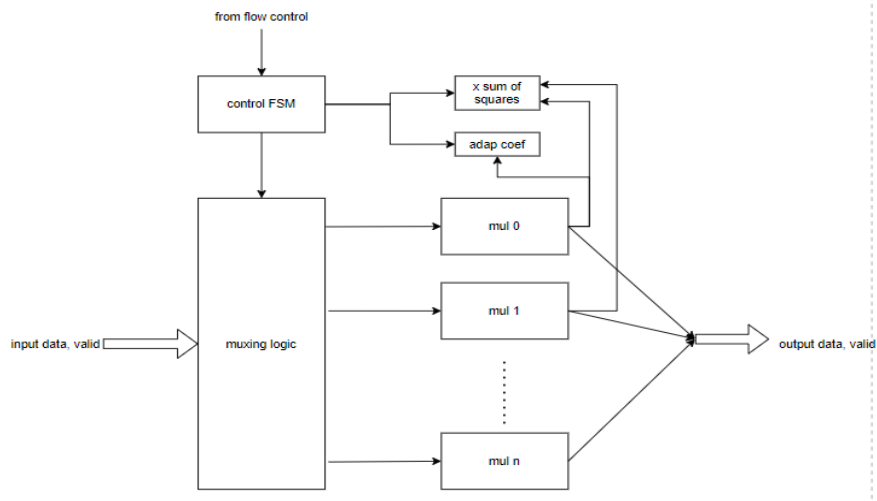 from flow control
control FSM
x sum of
squares
adap coef
mul 0
mul 1
input data, valid
muxing logic
output data, valid
mul n